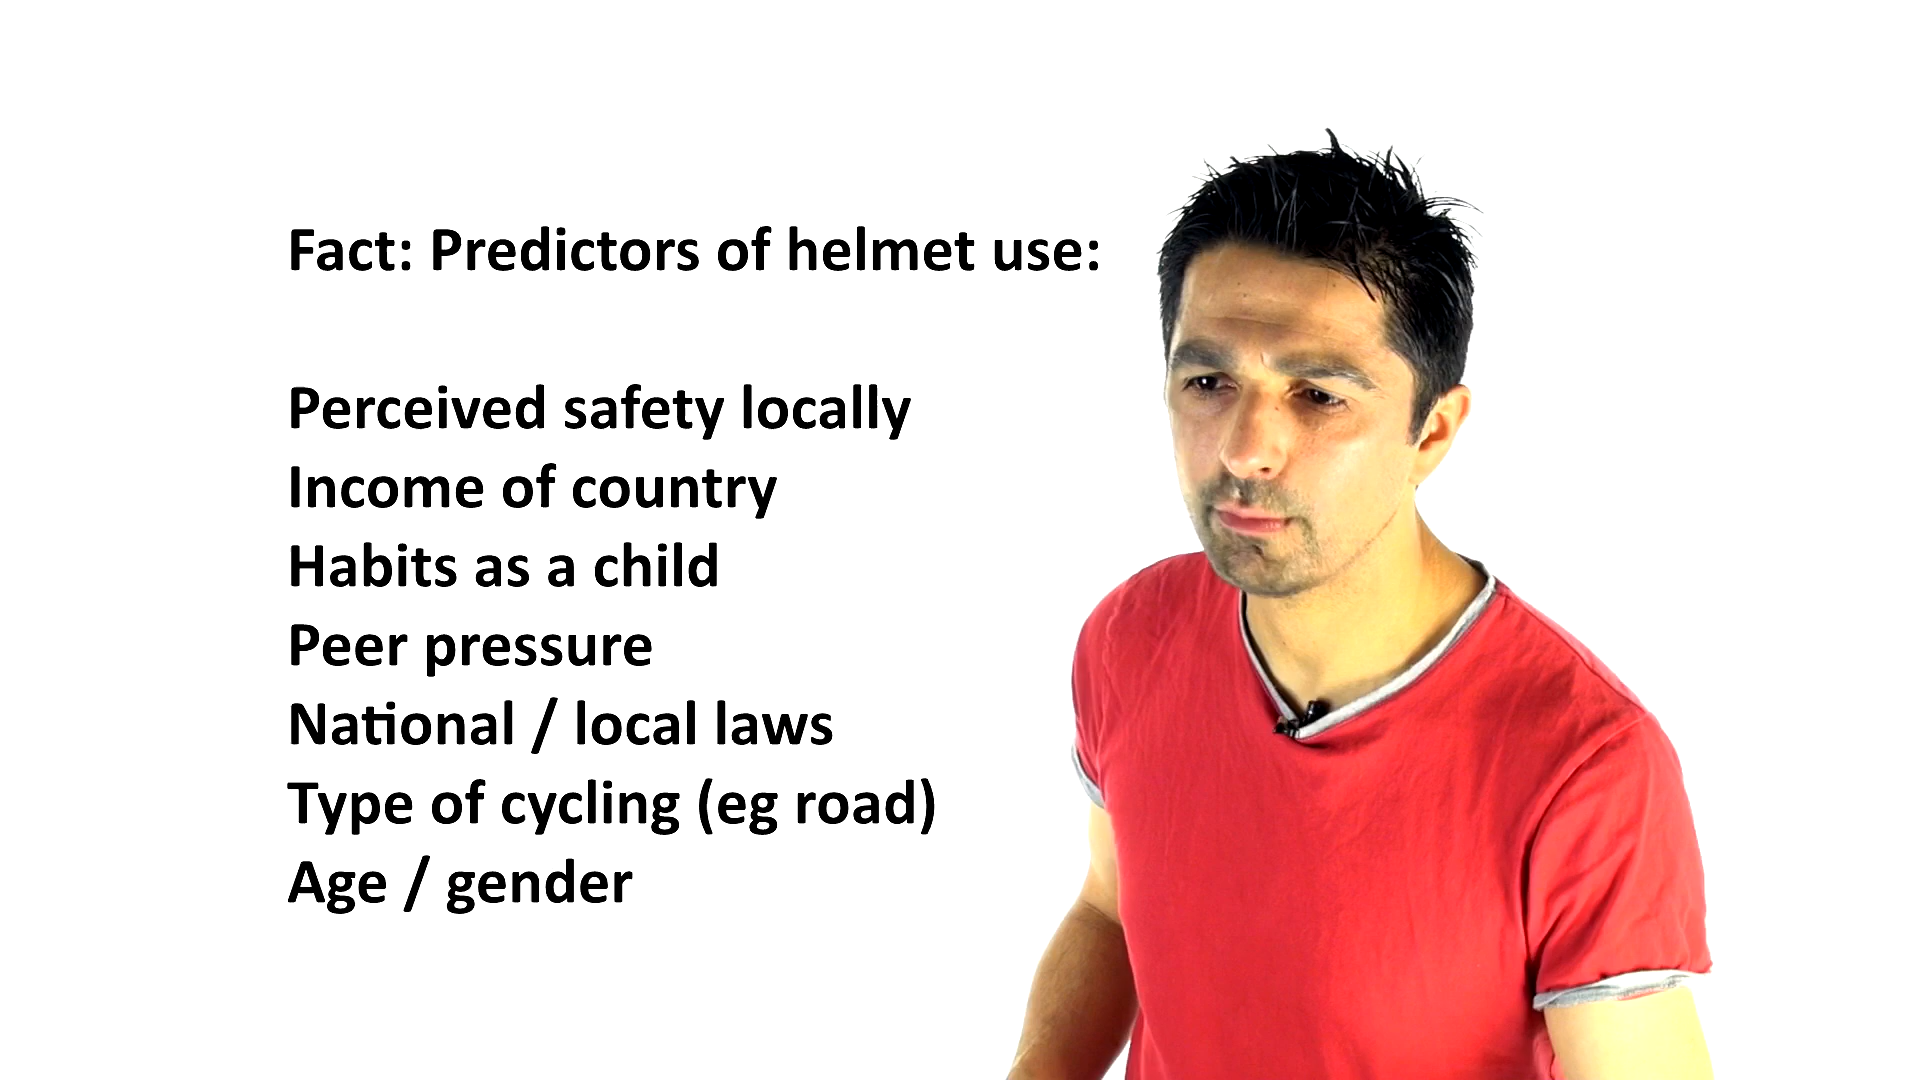 Fact: Predictors of helmet use:
Perceived safety locally
Income of country
Habits as a child
Peer pressure
National / local laws
Type of cycling (eg road)
Age / gender